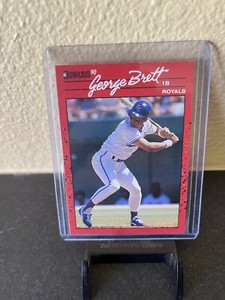 DONRUSS 90
George Brett
1B
ROYALS